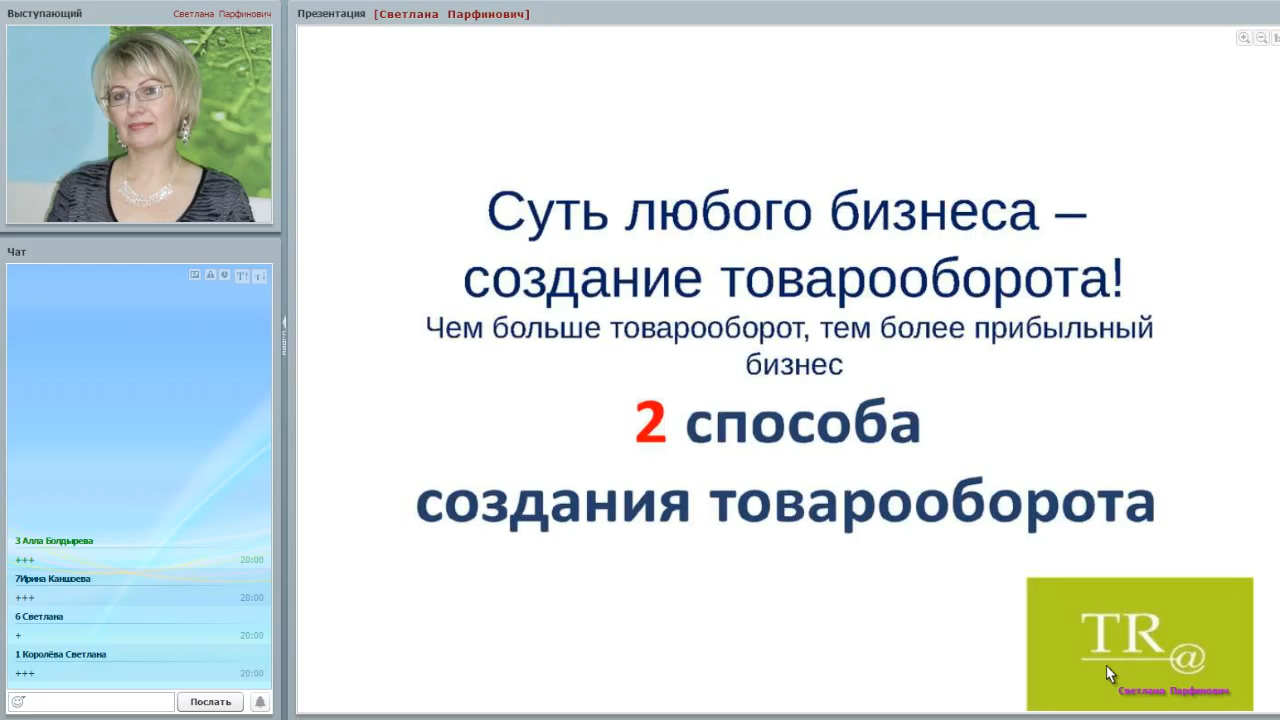 Выступающий
Светлана Парфинович
Чат
3 Алла Болдырева
+++
20:00
7Ирина Каншоева
+++
20:00
6 Светлана
+
20:00
1 Королёва Светлана
+++
20:00
Послать
Презентация [Светлана Парфинович]
Суть любого бизнеса –
создание товарооборота!
Чем больше товарооборот, тем более прибыльный
бизнес
2 способа
создания товарооборота
TR@
Светлана Парфинович